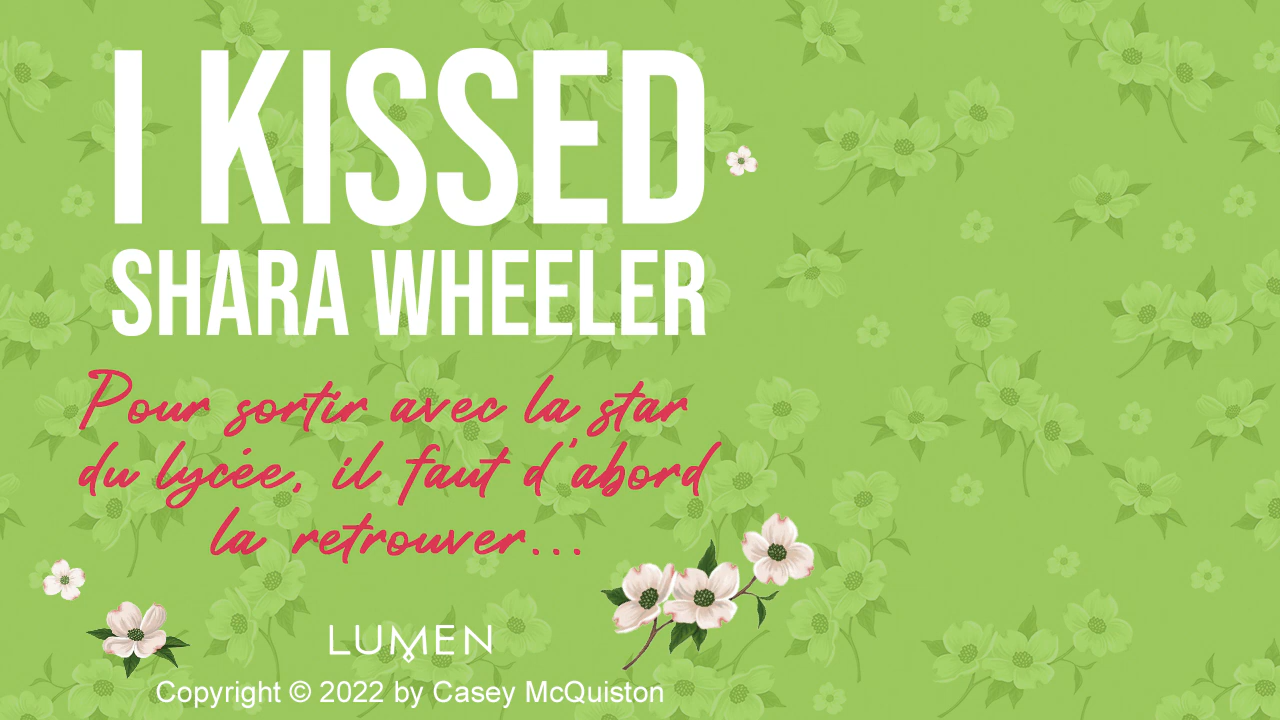 I KISSED
SHARA WHEELER
Pour sortir avec la star
du lycée, il faut d'abord
la retrouver...
LUMEN
Copyright © 2022 by Casey McQuiston